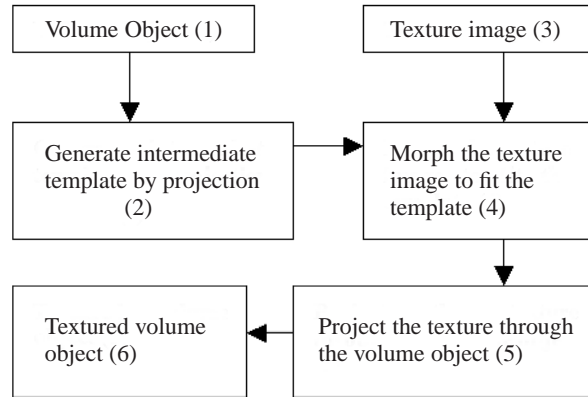 Volume Object (1)
Texture image (3)
Generate intermediate
template by projection
(2)
Morph the texture
image to fit the
template (4)
Textured volume
object (6)
Project the texture through
the volume object (5)